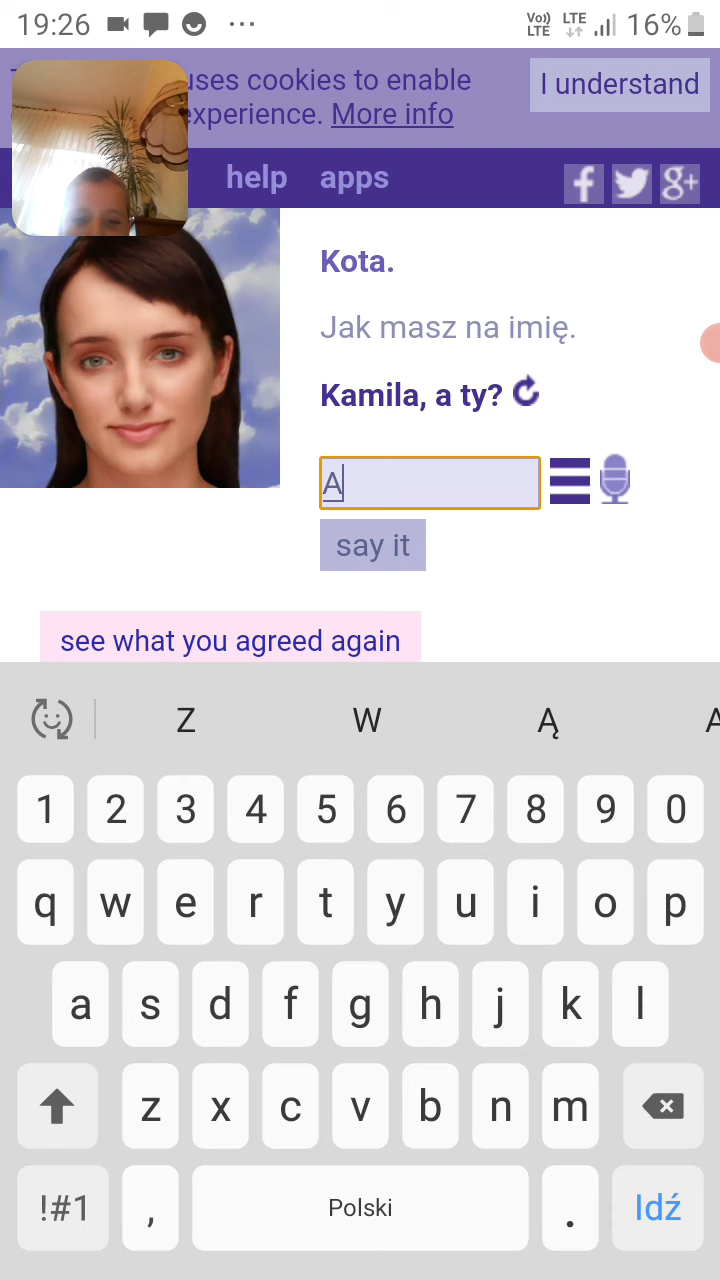 19:26 ... Vo)) LTE LTE 16%
uses cookies to enable
experience. More info
I understand
help apps
f g+
Kota.
Jak masz na imię.
Kamila, a ty?
A
say it
see what you agreed again
Z W Ą
1 2 3 4 5 6 7 8 9 0
q w e r t y u i o p
a s d f g h j k l
z x c v b n m
!#1 , Polski . Idź